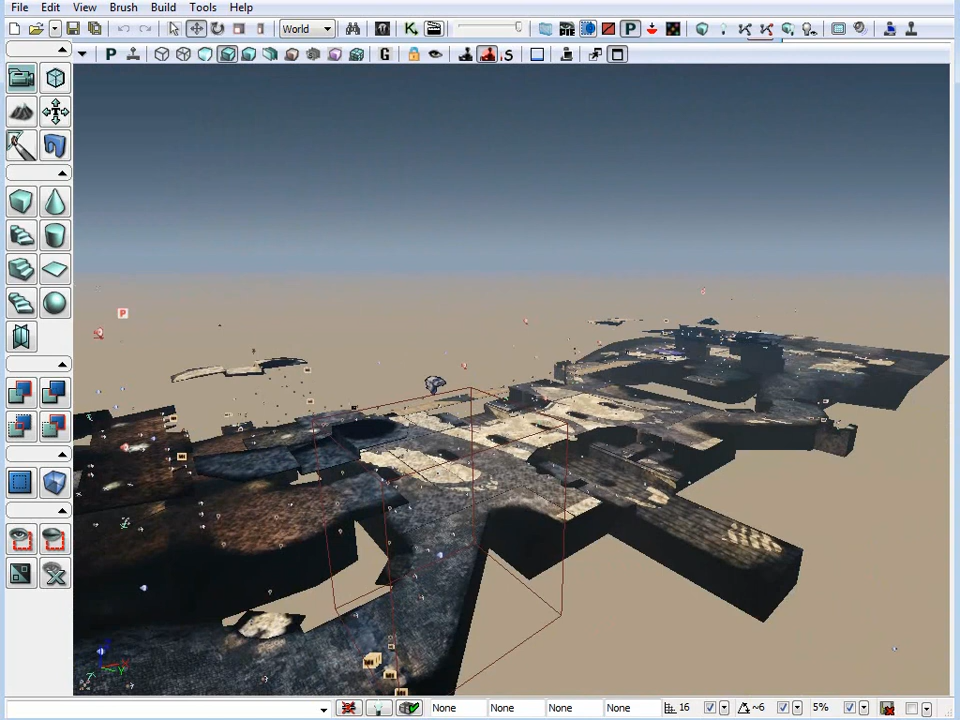 File Edit View Brush Build Tools Help
World
P
P
G S
P
None None None None 16 ~6 5%